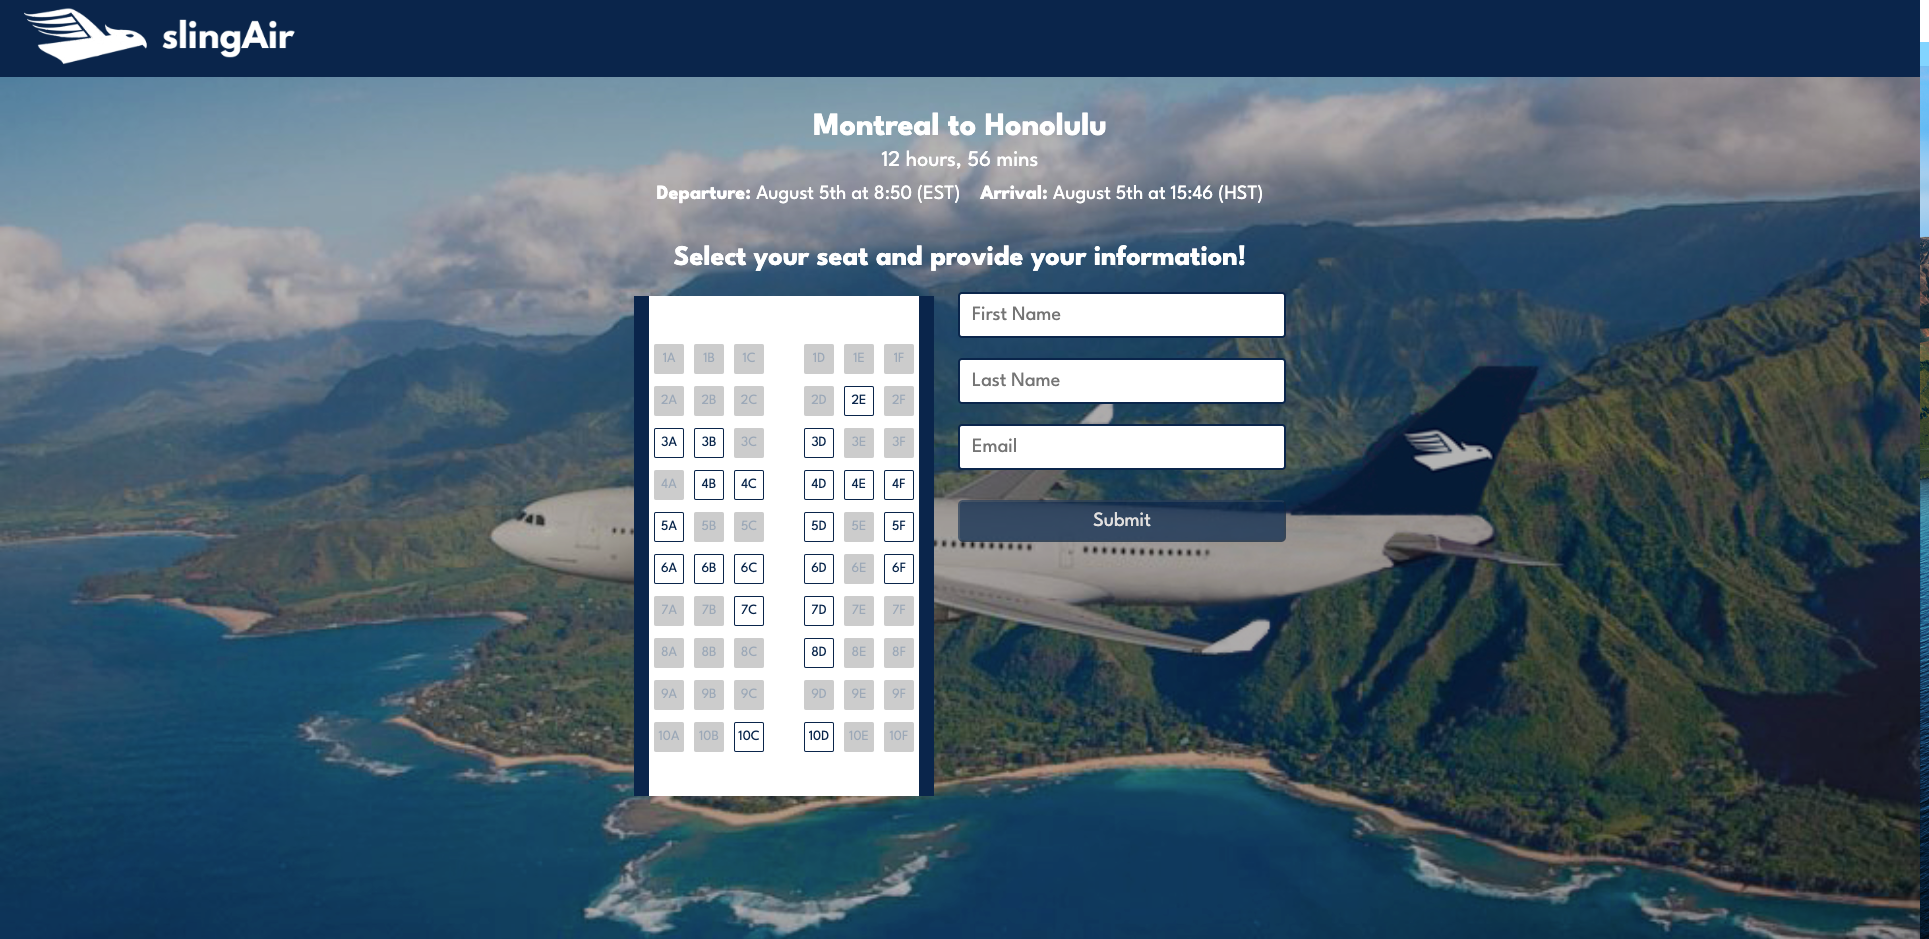 slingAir
Montreal to Honolulu
12 hours, 56 mins
Departure: August 5th at 8:50 (EST) Arrival: August 5th at 15:46 (HST)
Select your seat and provide your information!
1A 1B 1C 1D 1E 1F
2A 2B 2C 2D 2E 2F
3A 3B 3C 3D 3E 3F
4A 4B 4C 4D 4E 4F
5A 5B 5C 5D 5E 5F
6A 6B 6C 6D 6E 6F
7A 7B 7C 7D 7E 7F
8A 8B 8C 8D 8E 8F
9A 9B 9C 9D 9E 9F
10A 10B 10C 10D 10E 10F
First Name
Last Name
Email
Submit